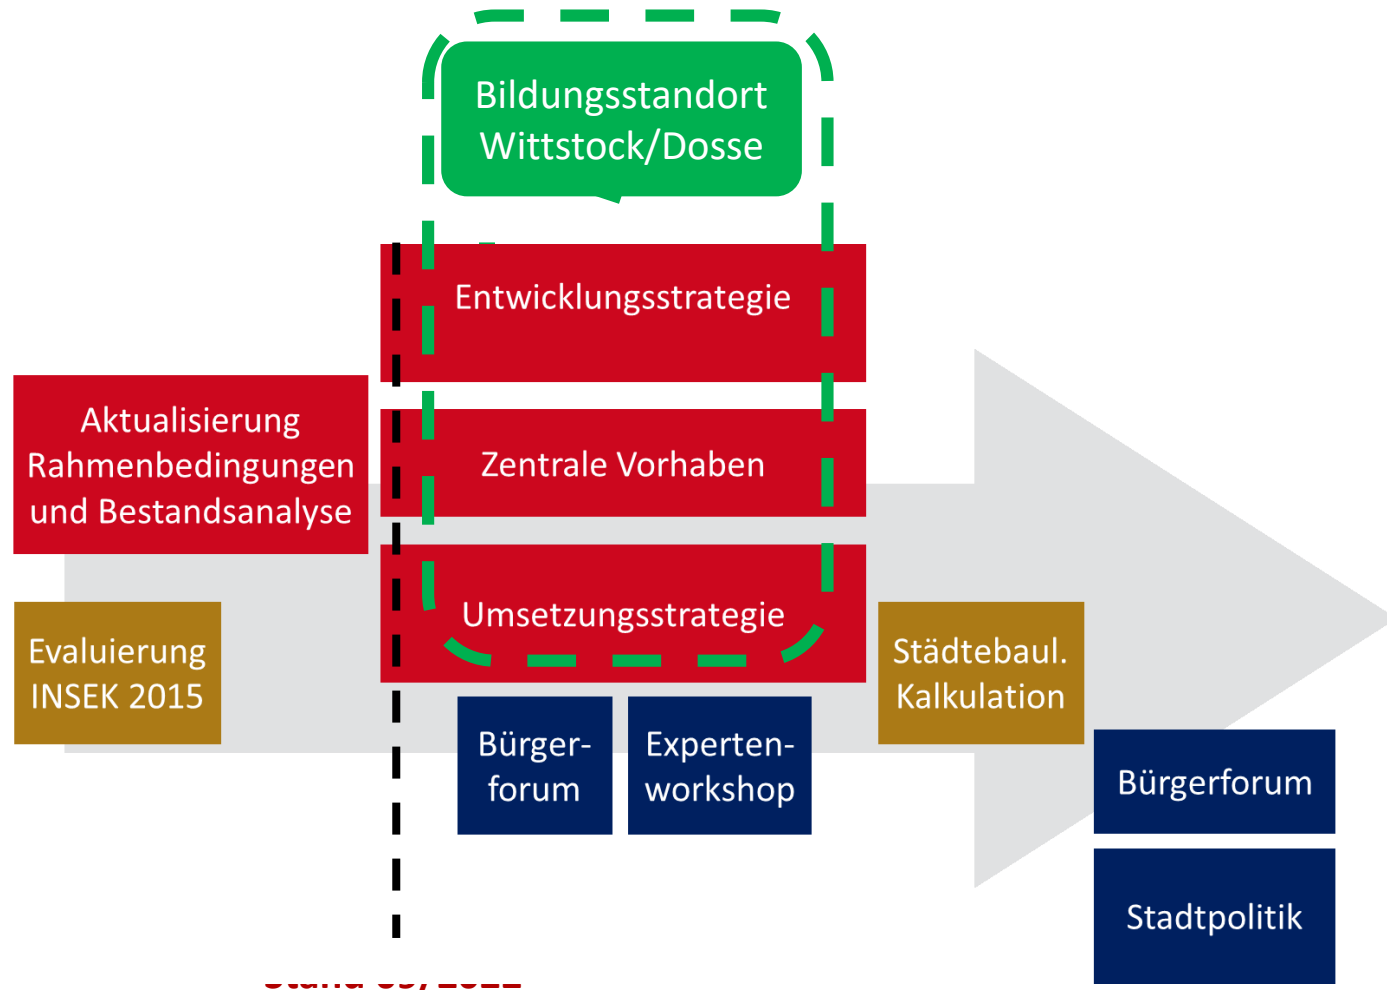 Bildungsstandort
Wittstock/Dosse
Entwicklungsstrategie
Aktualisierung
Rahmenbedingungen
und Bestandsanalyse
Zentrale Vorhaben
Umsetzungsstrategie
Evaluierung
INSEK 2015
Städtebaul.
Kalkulation
Bürger-
forum
Experten-
workshop
Bürgerforum
Stadtpolitik
Stand